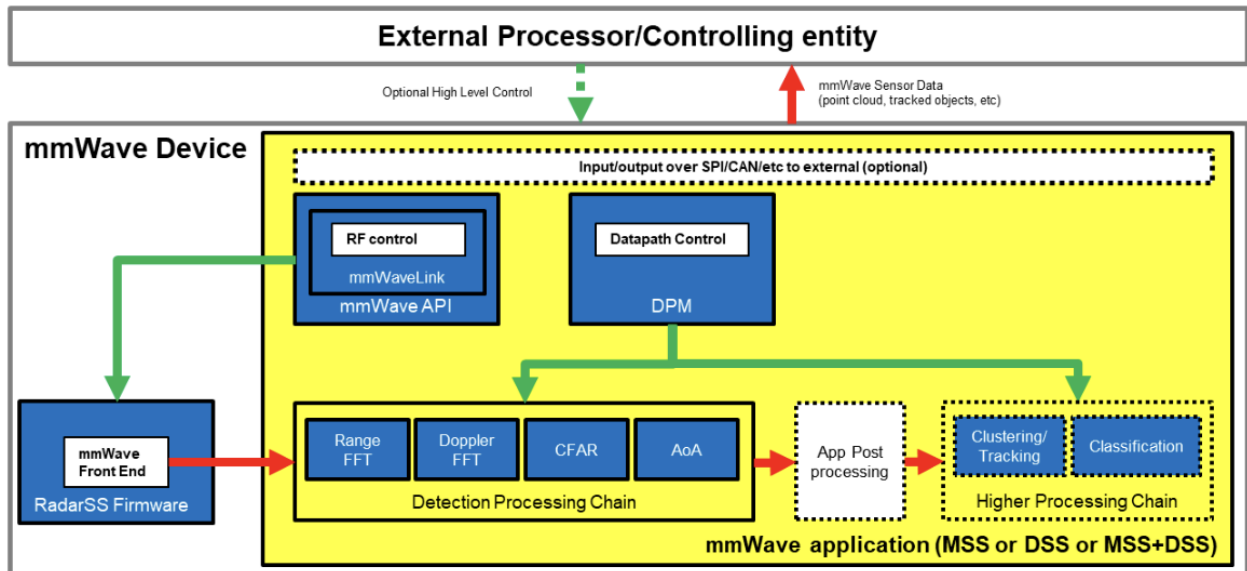 External Processor/Controlling entity
Optional High Level Control
mmWave Sensor Data
(point cloud, tracked objects, etc)
mmWave Device
Input/output over SPI/CAN/etc to external (optional)
RF control
mmWaveLink
mmWave API
Datapath Control
DPM
mmWave
Front End
RadarSS Firmware
Range
FFT
Doppler
FFT
CFAR
AoA
Detection Processing Chain
App Post
processing
Clustering/
Tracking
Classification
Higher Processing Chain
mmWave application (MSS or DSS or MSS+DSS)